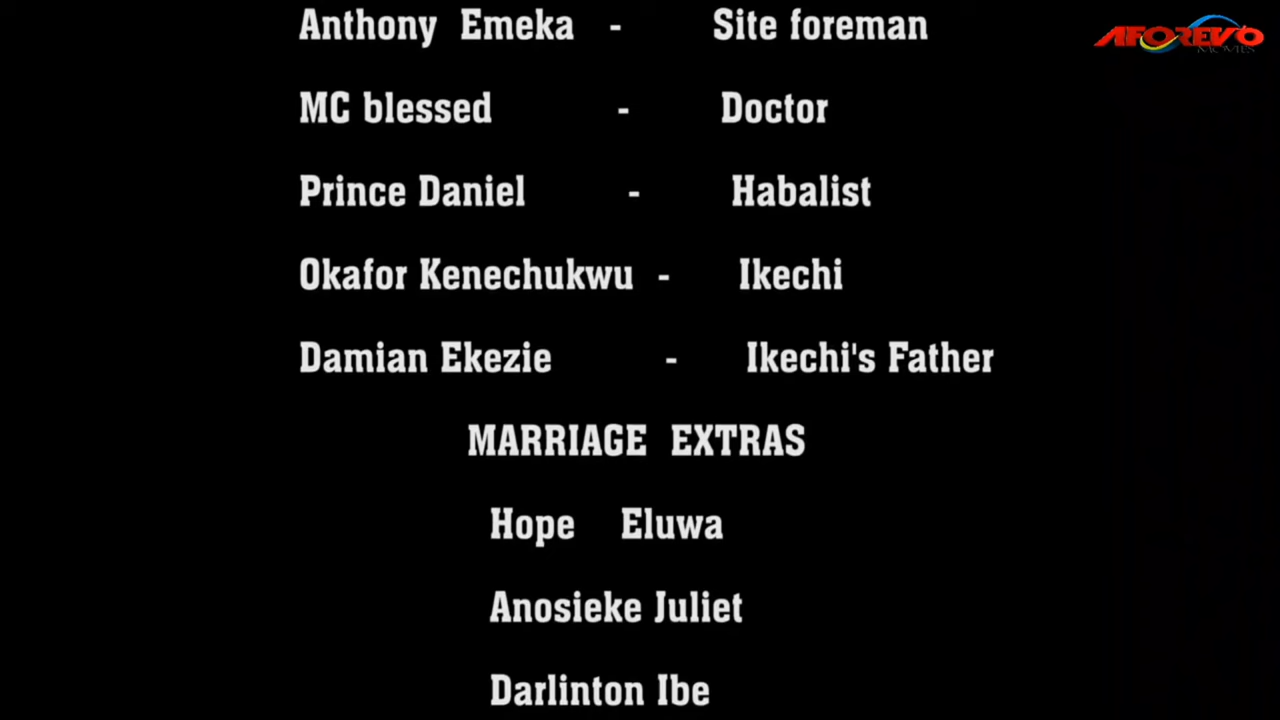 Anthony Emeka - Site foreman
AFOREVO
MOVIES
MC blessed - Doctor
Prince Daniel - Habalist
Okafor Kenechukwu - Ikechi
Damian Ekezie - Ikechi's Father
MARRIAGE EXTRAS
Hope Eluwa
Anosieke Juliet
Darlinton Ibe